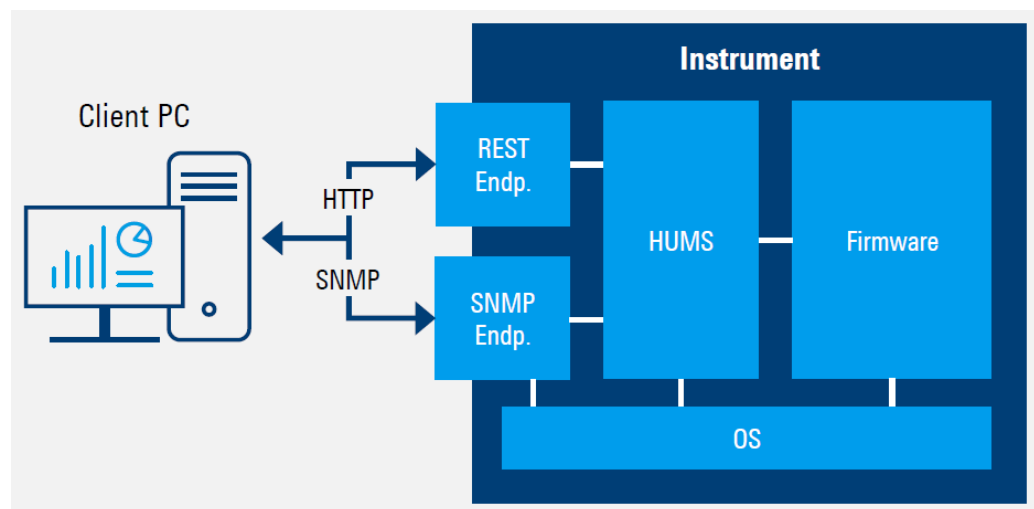 Instrument
Client PC
REST
Endp.
HTTP
HUMS
Firmware
SNMP
SNMP
Endp.
OS